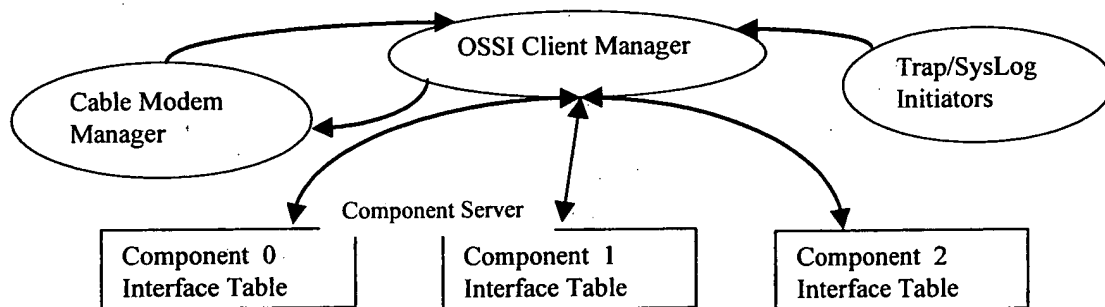 OSSI Client Manager
Cable Modem
Manager
Trap/SysLog
Initiators
Component Server
Component 0
Interface Table
Component 1
Interface Table
Component 2
Interface Table